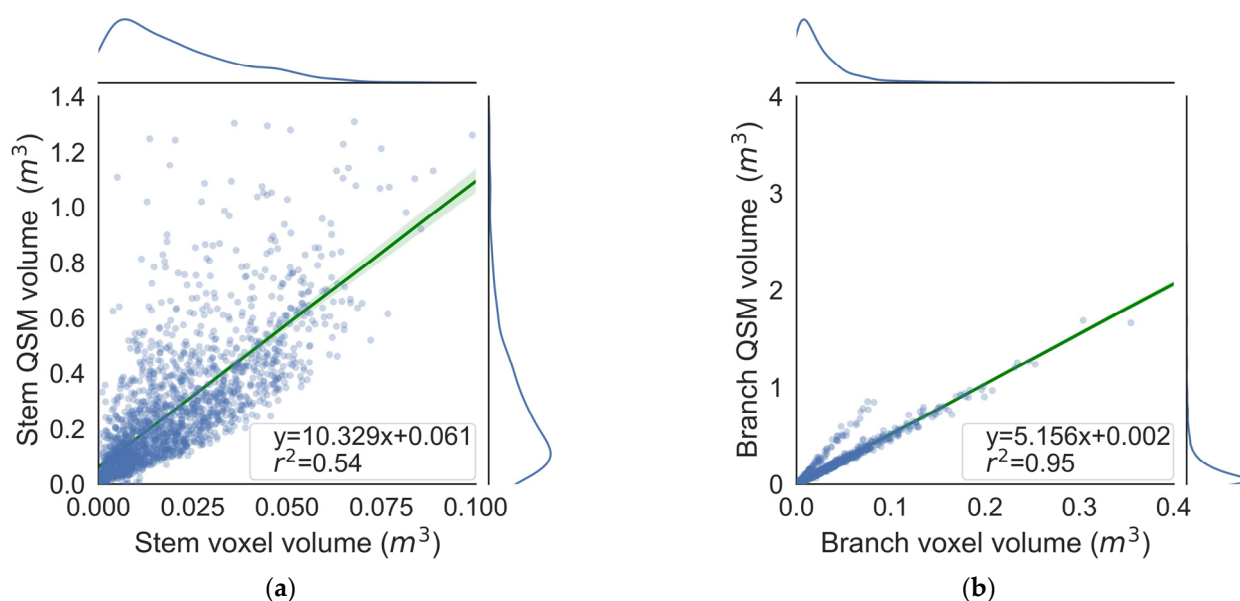 1.4
1.2
1.0
0.8
0.6
0.4
0.2
0.0
Stem QSM volume (m³)
y=10.329x+0.061
r²=0.54
0.000 0.025 0.050 0.075 0.100
Stem voxel volume (m³)
(a)
4
3
2
1
0
Branch QSM volume (m³)
y=5.156x+0.002
r²=0.95
0.0 0.1 0.2 0.3 0.4
Branch voxel volume (m³)
(b)